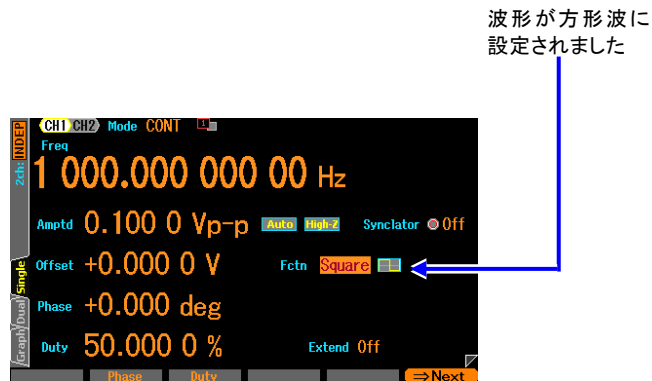 波形が方形波に
設定されました
CH1 CH2 Mode CONT 1
2ch: INDEP
Freq
1 000.000 000 00 Hz
Amptd 0.100 0 Vp-p Auto High-Z Synclator Off
Offset +0.000 0 V Fctn Square
Single
Phase +0.000 deg
Dual
Duty 50.000 0 % Extend Off
Graph
Phase Duty ⇒Next